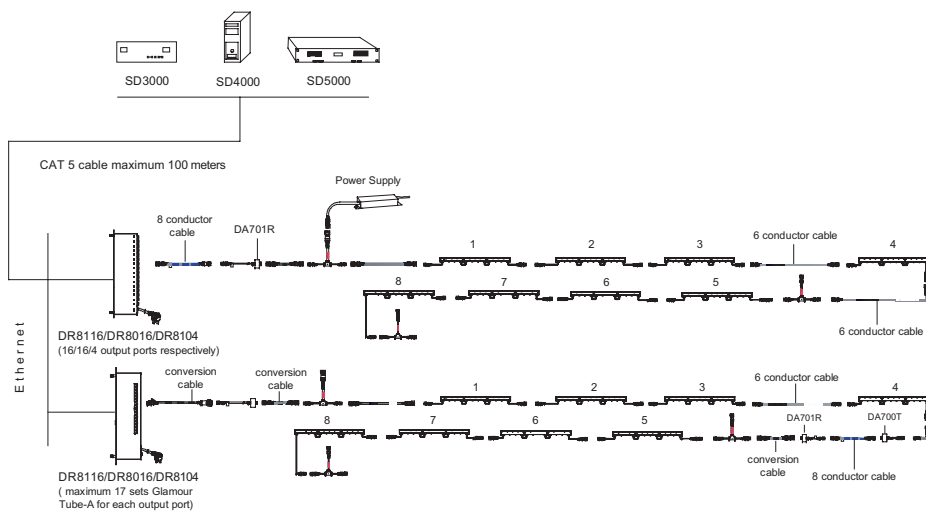 SD3000
SD4000
SD5000
CAT 5 cable maximum 100 meters
Power Supply
8 conductor
cable
DA701R
1
2
3
6 conductor cable
4
8
7
6
5
6 conductor cable
Ethernet
DR8116/DR8016/DR8104
(16/16/4 output ports respectively)
conversion
cable
conversion
cable
1
2
3
6 conductor cable
4
8
7
6
5
DA701R
DA700T
conversion
cable
8 conductor cable
DR8116/DR8016/DR8104
( maximum 17 sets Glamour
Tube-A for each output port)